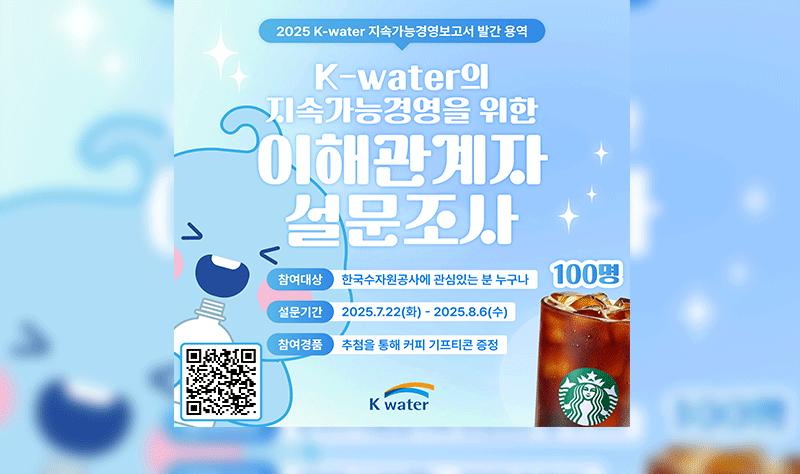 2025 K-water 지속가능경영보고서 발간 용역
K-water의
지속가능경영을 위한
이해관계자
설문조사
참여대상 한국수자원공사에 관심있는 분 누구나
100명
설문기간 2025.7.22(화) - 2025.8.6(수)
참여경품 추첨을 통해 커피 기프티콘 증정
K water